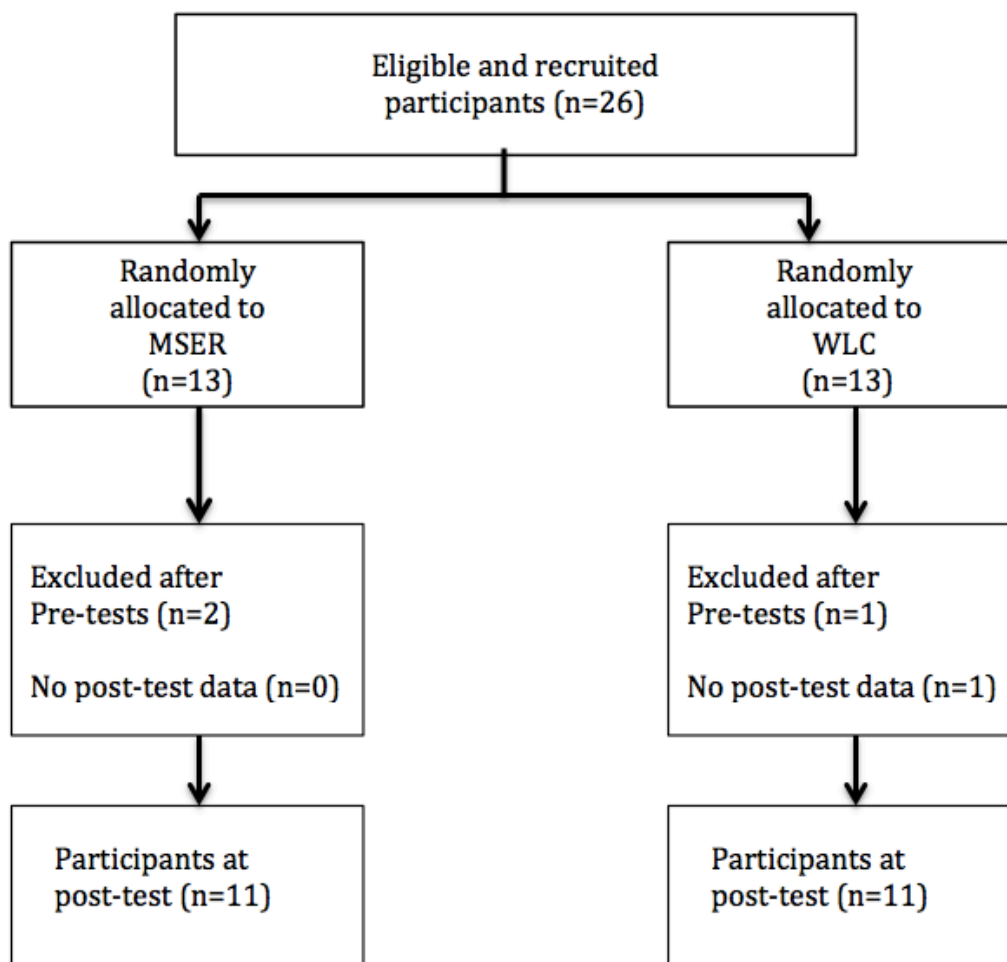 Eligible and recruited
participants (n=26)
Randomly
allocated to
MSER
(n=13)
Randomly
allocated to
WLC
(n=13)
Excluded after
Pre-tests (n=2)
No post-test data (n=0)
Excluded after
Pre-tests (n=1)
No post-test data (n=1)
Participants at
post-test (n=11)
Participants at
post-test (n=11)